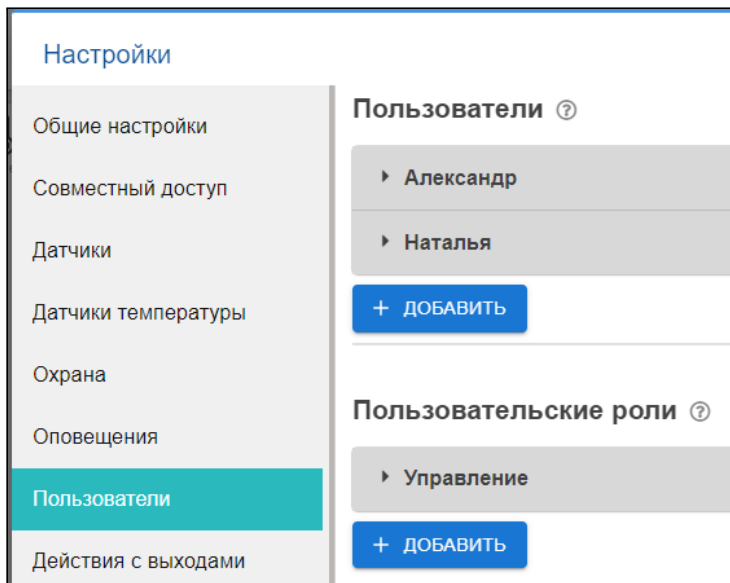 Настройки
Общие настройки
Совместный доступ
Датчики
Датчики температуры
Охрана
Оповещения
Пользователи
Действия с выходами
Пользователи ?
Александр
Наталья
+ ДОБАВИТЬ
Пользовательские роли ?
Управление
+ ДОБАВИТЬ